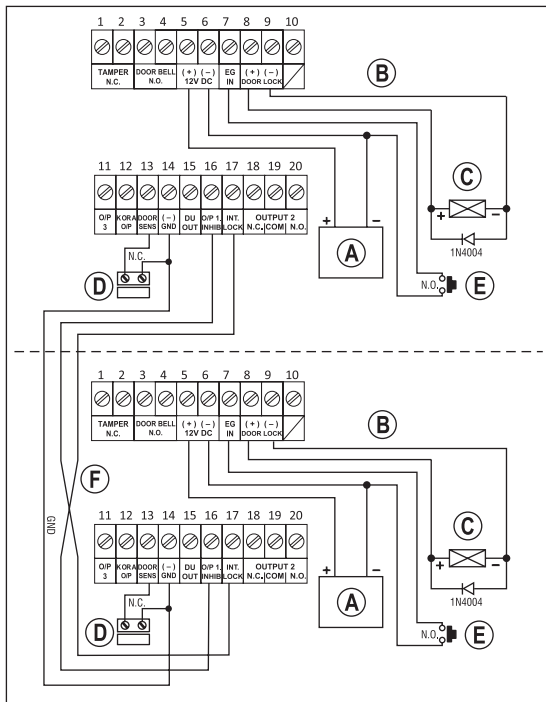 1 2 3 4 5 6 7 8 9 10
TAMPER N.C. DOOR BELL N.O. (+) (−) 12V DC EG IN (+) (−) DOOR LOCK
B
11 12 13 14 15 16 17 18 19 20
O/P 3 KORA O/P DOOR SENS (−) GND DU OUT O/P 1. INHIB INT. LOCK OUTPUT 2 N.C. COM N.O.
C
+ −
1N4004
+ −
A
N.C.
D
N.O.
E
1 2 3 4 5 6 7 8 9 10
TAMPER N.C. DOOR BELL N.O. (+) (−) 12V DC EG IN (+) (−) DOOR LOCK
B
F
GND
11 12 13 14 15 16 17 18 19 20
O/P 3 KORA O/P DOOR SENS (−) GND DU OUT O/P 1. INHIB INT. LOCK OUTPUT 2 N.C. COM N.O.
C
+ −
1N4004
+ −
A
N.C.
D
N.O.
E